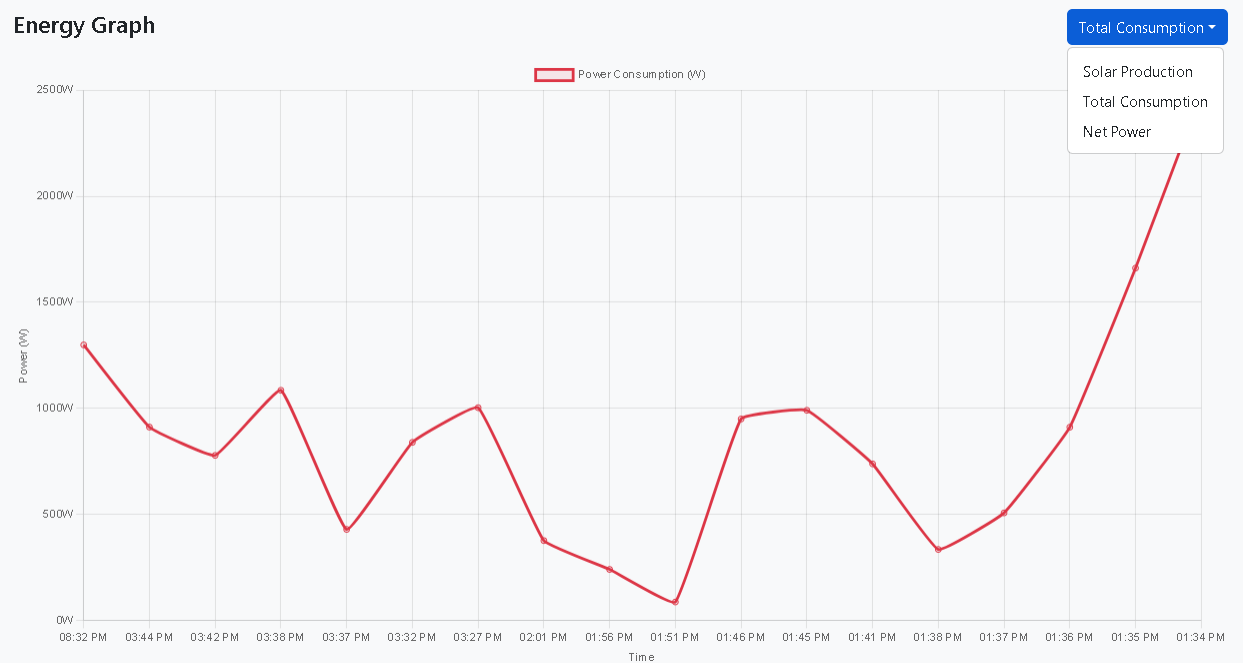 Energy Graph
Total Consumption
Solar Production
Total Consumption
Net Power
Power Consumption (W)
2500W
2000W
1500W
1000W
500W
0W
Power (W)
08:32 PM 03:44 PM 03:42 PM 03:38 PM 03:37 PM 03:32 PM 03:27 PM 02:01 PM 01:56 PM 01:51 PM 01:46 PM 01:45 PM 01:41 PM 01:38 PM 01:37 PM 01:36 PM 01:35 PM 01:34 PM
Time